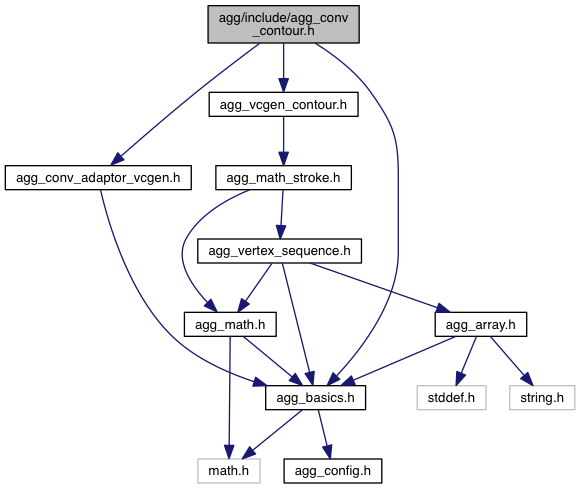 agg/include/agg_conv
_contour.h
agg_vcgen_contour.h
agg_conv_adaptor_vcgen.h
agg_math_stroke.h
agg_vertex_sequence.h
agg_math.h
agg_array.h
agg_basics.h
stddef.h
string.h
math.h
agg_config.h